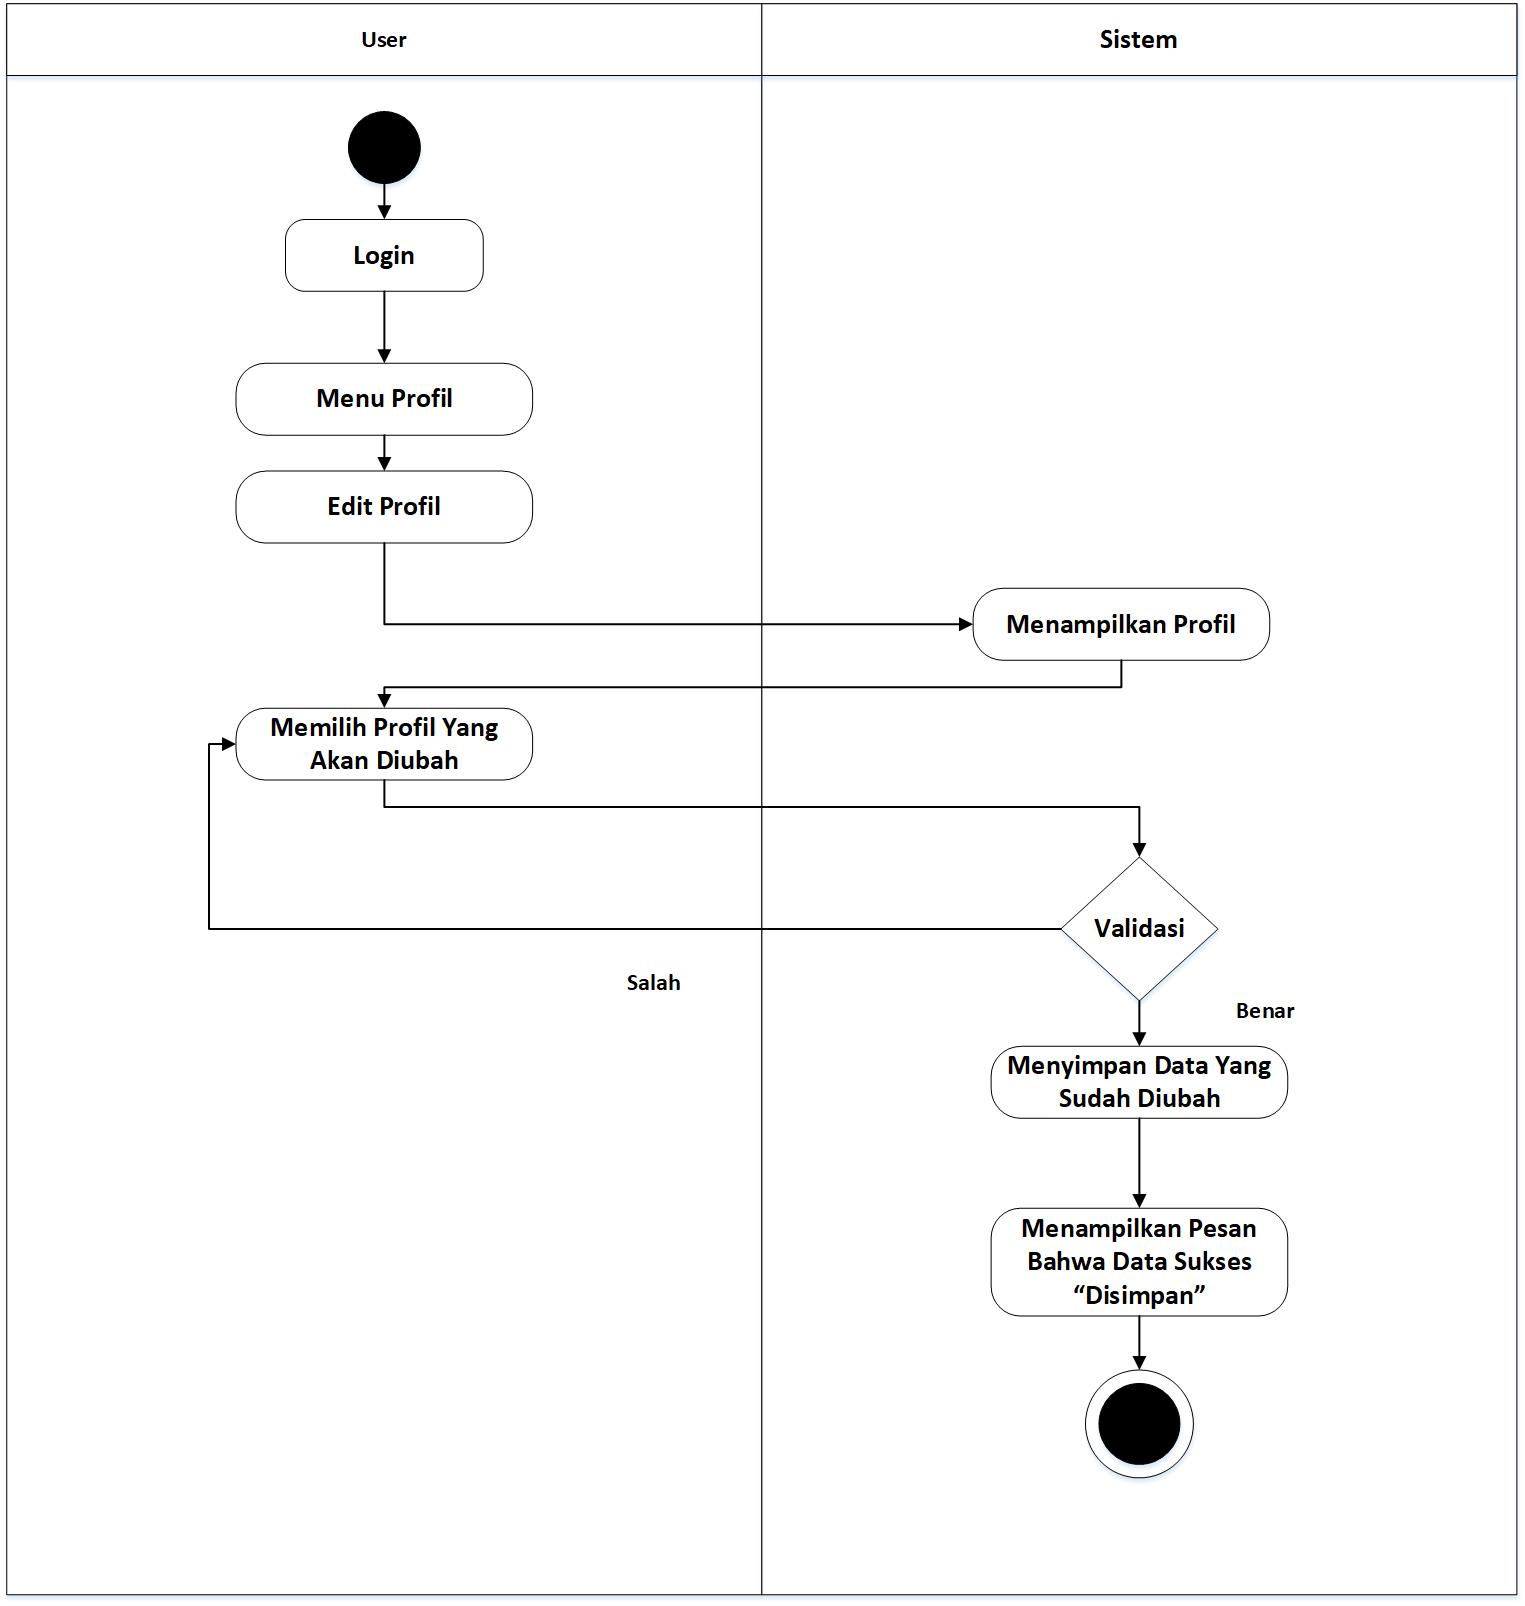 User
Sistem
Login
Menu Profil
Edit Profil
Menampilkan Profil
Memilih Profil Yang
Akan Diubah
Validasi
Salah
Benar
Menyimpan Data Yang
Sudah Diubah
Menampilkan Pesan
Bahwa Data Sukses
“Disimpan”